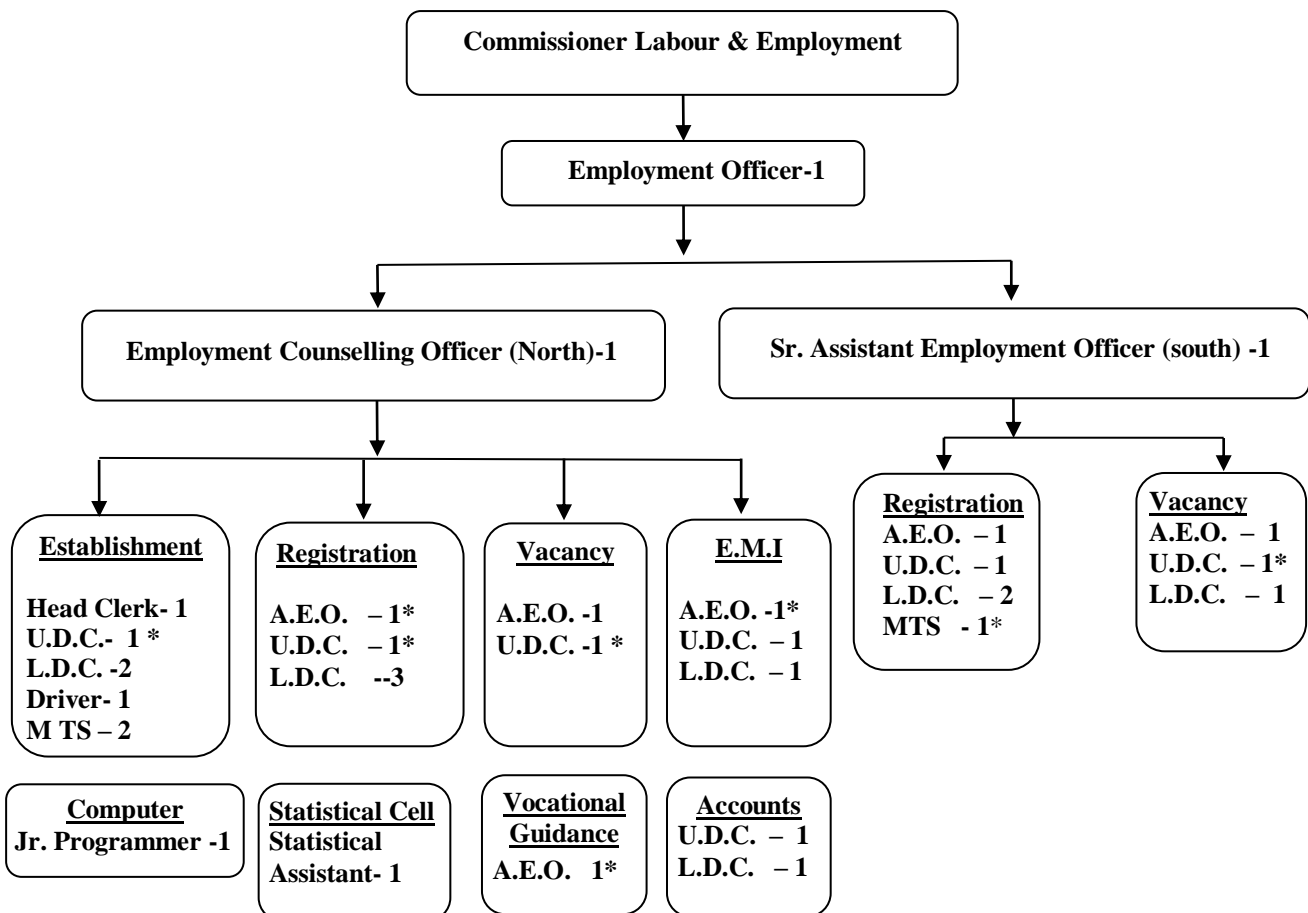 Commissioner Labour & Employment
Employment Officer-1
Employment Counselling Officer (North)-1
Sr. Assistant Employment Officer (south) -1
Establishment
Head Clerk- 1
U.D.C.- 1 *
L.D.C. -2
Driver- 1
M TS – 2
Registration
A.E.O. – 1*
U.D.C. – 1*
L.D.C. --3
Vacancy
A.E.O. -1
U.D.C. -1 *
E.M.I
A.E.O. -1*
U.D.C. – 1
L.D.C. – 1
Registration
A.E.O. – 1
U.D.C. – 1
L.D.C. – 2
MTS - 1*
Vacancy
A.E.O. – 1
U.D.C. – 1*
L.D.C. – 1
Computer
Jr. Programmer -1
Statistical Cell
Statistical
Assistant- 1
Vocational
Guidance
A.E.O. 1*
Accounts
U.D.C. – 1
L.D.C. – 1